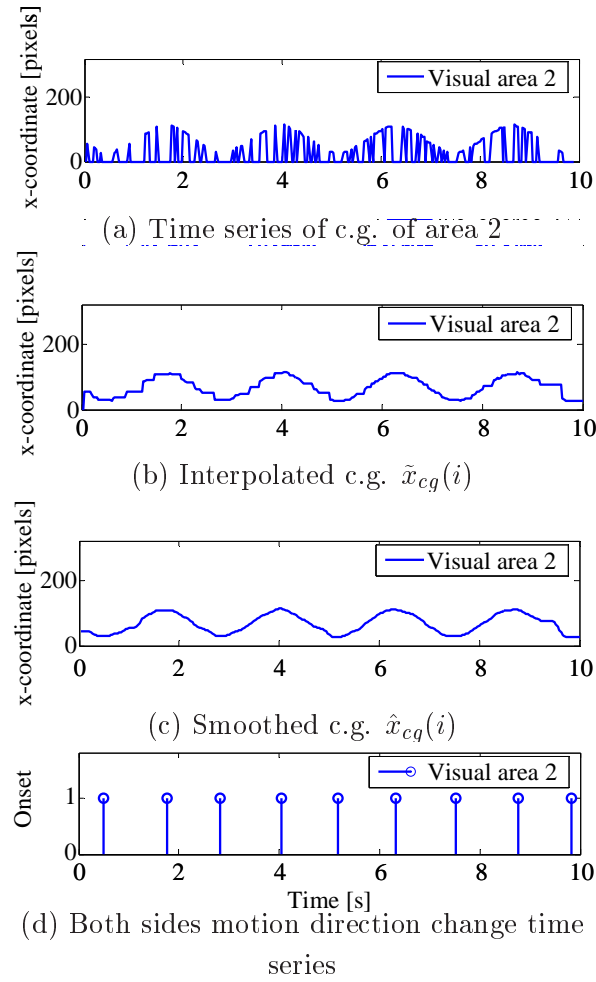 x-coordinate [pixels]
200
0
Visual area 2
0 2 4 6 8 10
(a) Time series of c.g. of area 2
x-coordinate [pixels]
200
0
Visual area 2
0 2 4 6 8 10
(b) Interpolated c.g. x̃cg(i)
x-coordinate [pixels]
200
0
Visual area 2
0 2 4 6 8 10
(c) Smoothed c.g. x̂cg(i)
Onset
1
0
Visual area 2
0 2 4 6 8 10
Time [s]
(d) Both sides motion direction change time
series